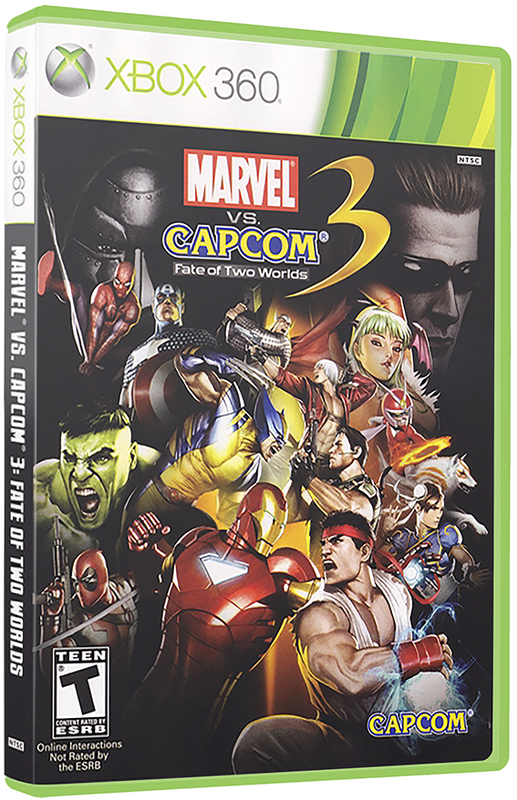 XBOX 360
XBOX 360®
NTSC
MARVEL®
VS.
CAPCOM® 3
Fate of Two Worlds
MARVEL® VS. CAPCOM® 3: FATE OF TWO WORLDS
NTSC
TEEN
T
CONTENT RATED BY
ESRB
Online Interactions
Not Rated by
the ESRB
CAPCOM®